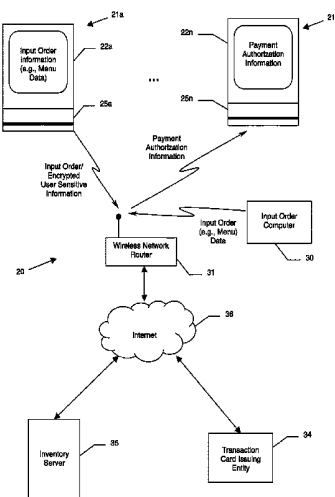 21a
21n
Input Order
Information
(e.g., Menu
Data)
22a
22n
Payment
Authorization
Information
...
25a
25n
Payment
Authorization
Information
Input Order/
Encrypted
User Sensitive
Information
Input Order
(e.g., Menu)
Data
Input Order
Computer
30
Wireless Network
Router
31
20
Internet
36
Inventory
Server
35
Transaction
Card Issuing
Entity
34